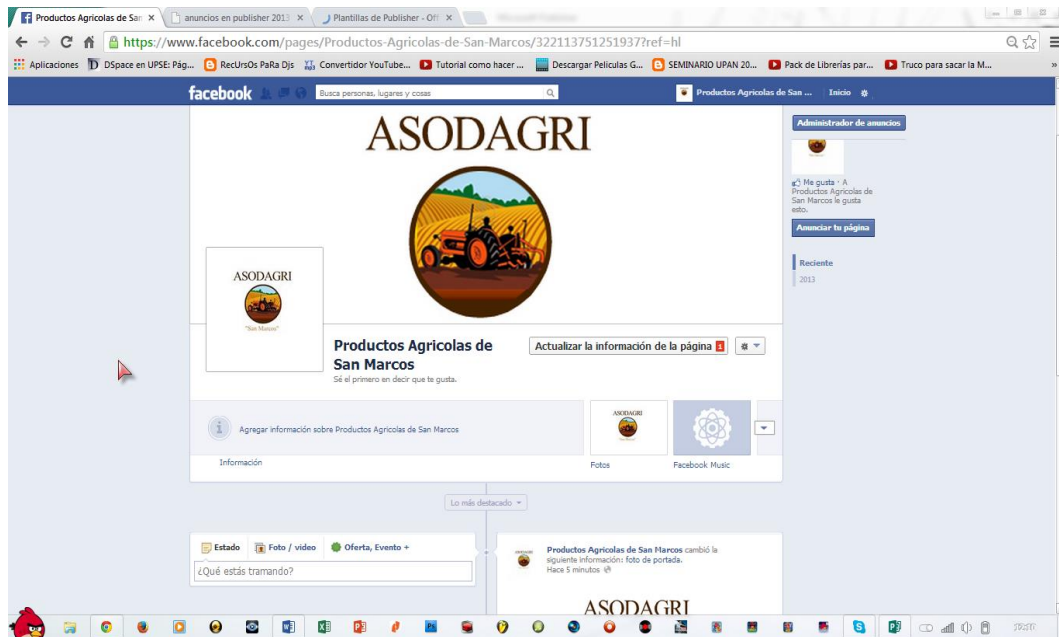 Productos Agricolas de San
anuncios en publisher 2013
Plantillas de Publisher - Off
https://www.facebook.com/pages/Productos-Agricolas-de-San-Marcos/322113751251937?ref=hl
Aplicaciones DSpace en UPSE: Pág... RecUrsOs PaRa Djs Convertidor YouTube... Tutorial como hacer ... Descargar Peliculas G... SEMINARIO UPAN 20... Pack de Librerías par... Truco para sacar la M... »
facebook Busca personas, lugares y cosas Productos Agricolas de San ... Inicio
ASODAGRI
Administrador de anuncios
Me gusta · A
Productos Agricolas de
San Marcos le gusta
esto.
Anunciar tu página
Reciente
2013
ASODAGRI
"San Marcos"
Productos Agricolas de
San Marcos
Sé el primero en decir que te gusta.
Actualizar la información de la página 1
Agregar información sobre Productos Agricolas de San Marcos
Información
ASODAGRI
Fotos
Facebook Music
Lo más destacado
Estado Foto / video Oferta, Evento +
¿Qué estás tramando?
Productos Agricolas de San Marcos cambió la
siguiente información: foto de portada.
Hace 5 minutos
ASODAGRI